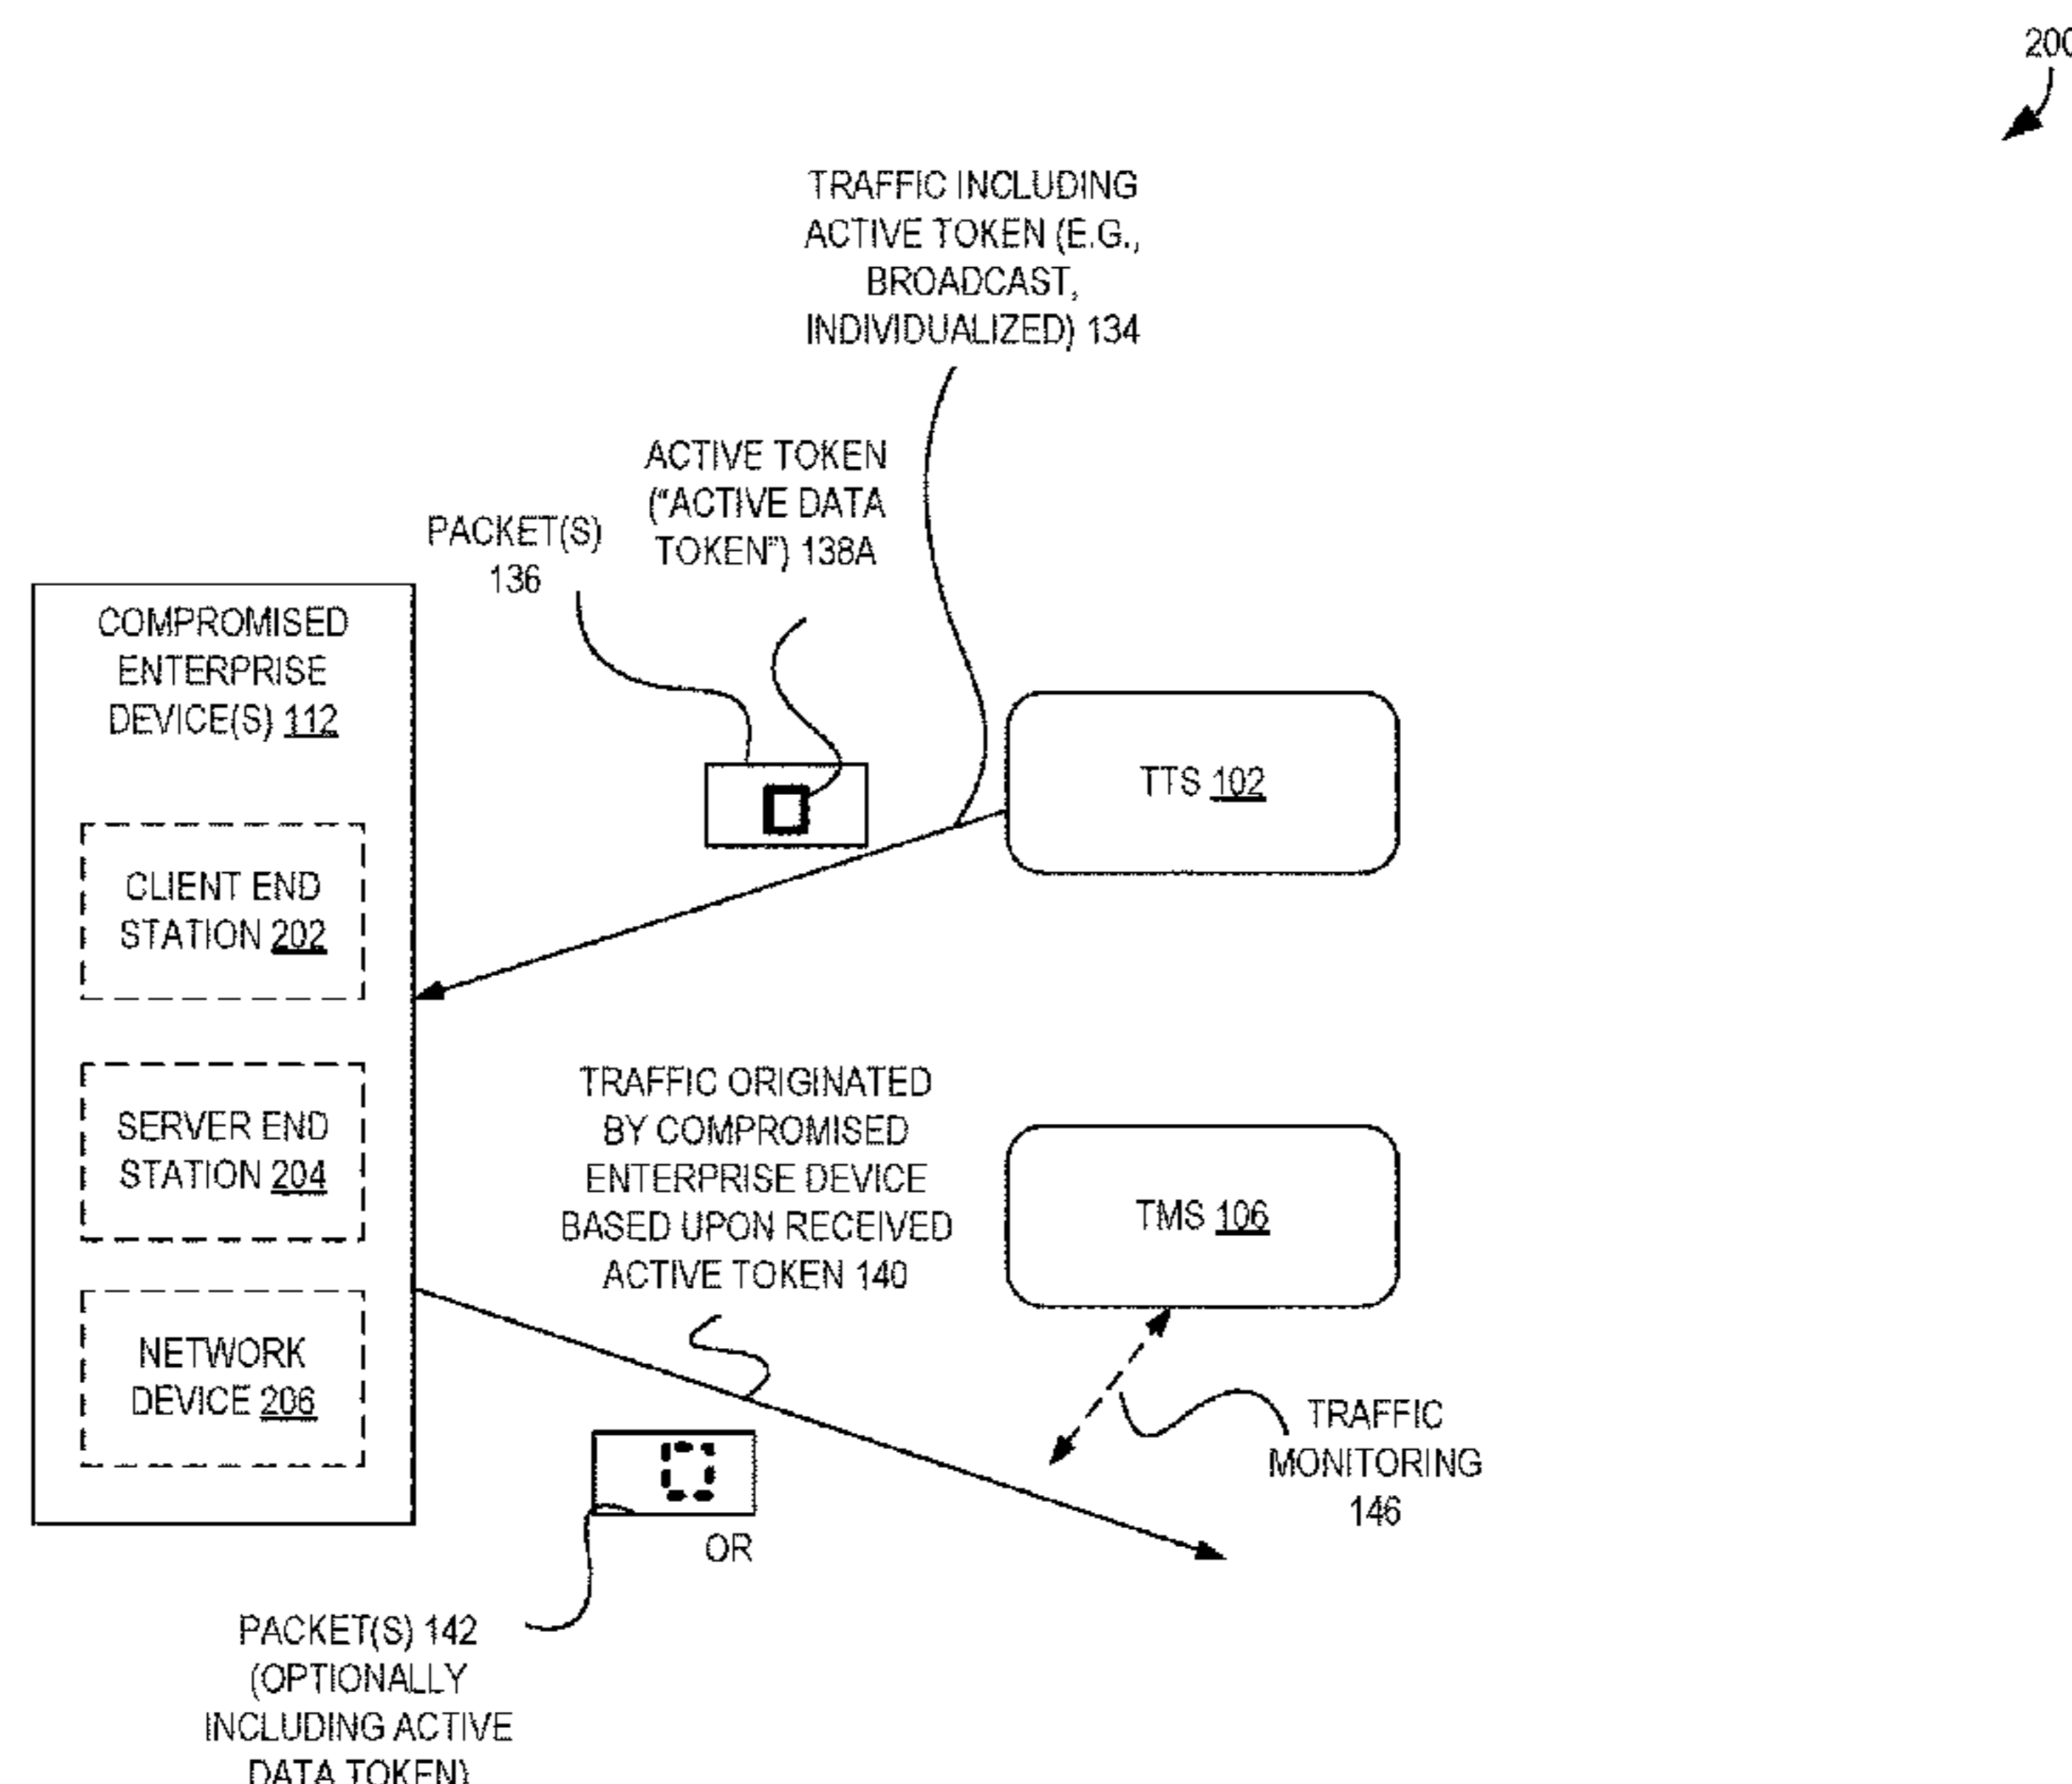 200
TRAFFIC INCLUDING
ACTIVE TOKEN (E.G.,
BROADCAST,
INDIVIDUALIZED) 134
ACTIVE TOKEN
("ACTIVE DATA
TOKEN") 138A
PACKET(S)
136
COMPROMISED
ENTERPRISE
DEVICE(S) 112
TTS 102
CLIENT END
STATION 202
TRAFFIC ORIGINATED
BY COMPROMISED
ENTERPRISE DEVICE
BASED UPON RECEIVED
ACTIVE TOKEN 140
SERVER END
STATION 204
TMS 106
NETWORK
DEVICE 206
TRAFFIC
MONITORING
146
OR
PACKET(S) 142
(OPTIONALLY
INCLUDING ACTIVE
DATA TOKEN)